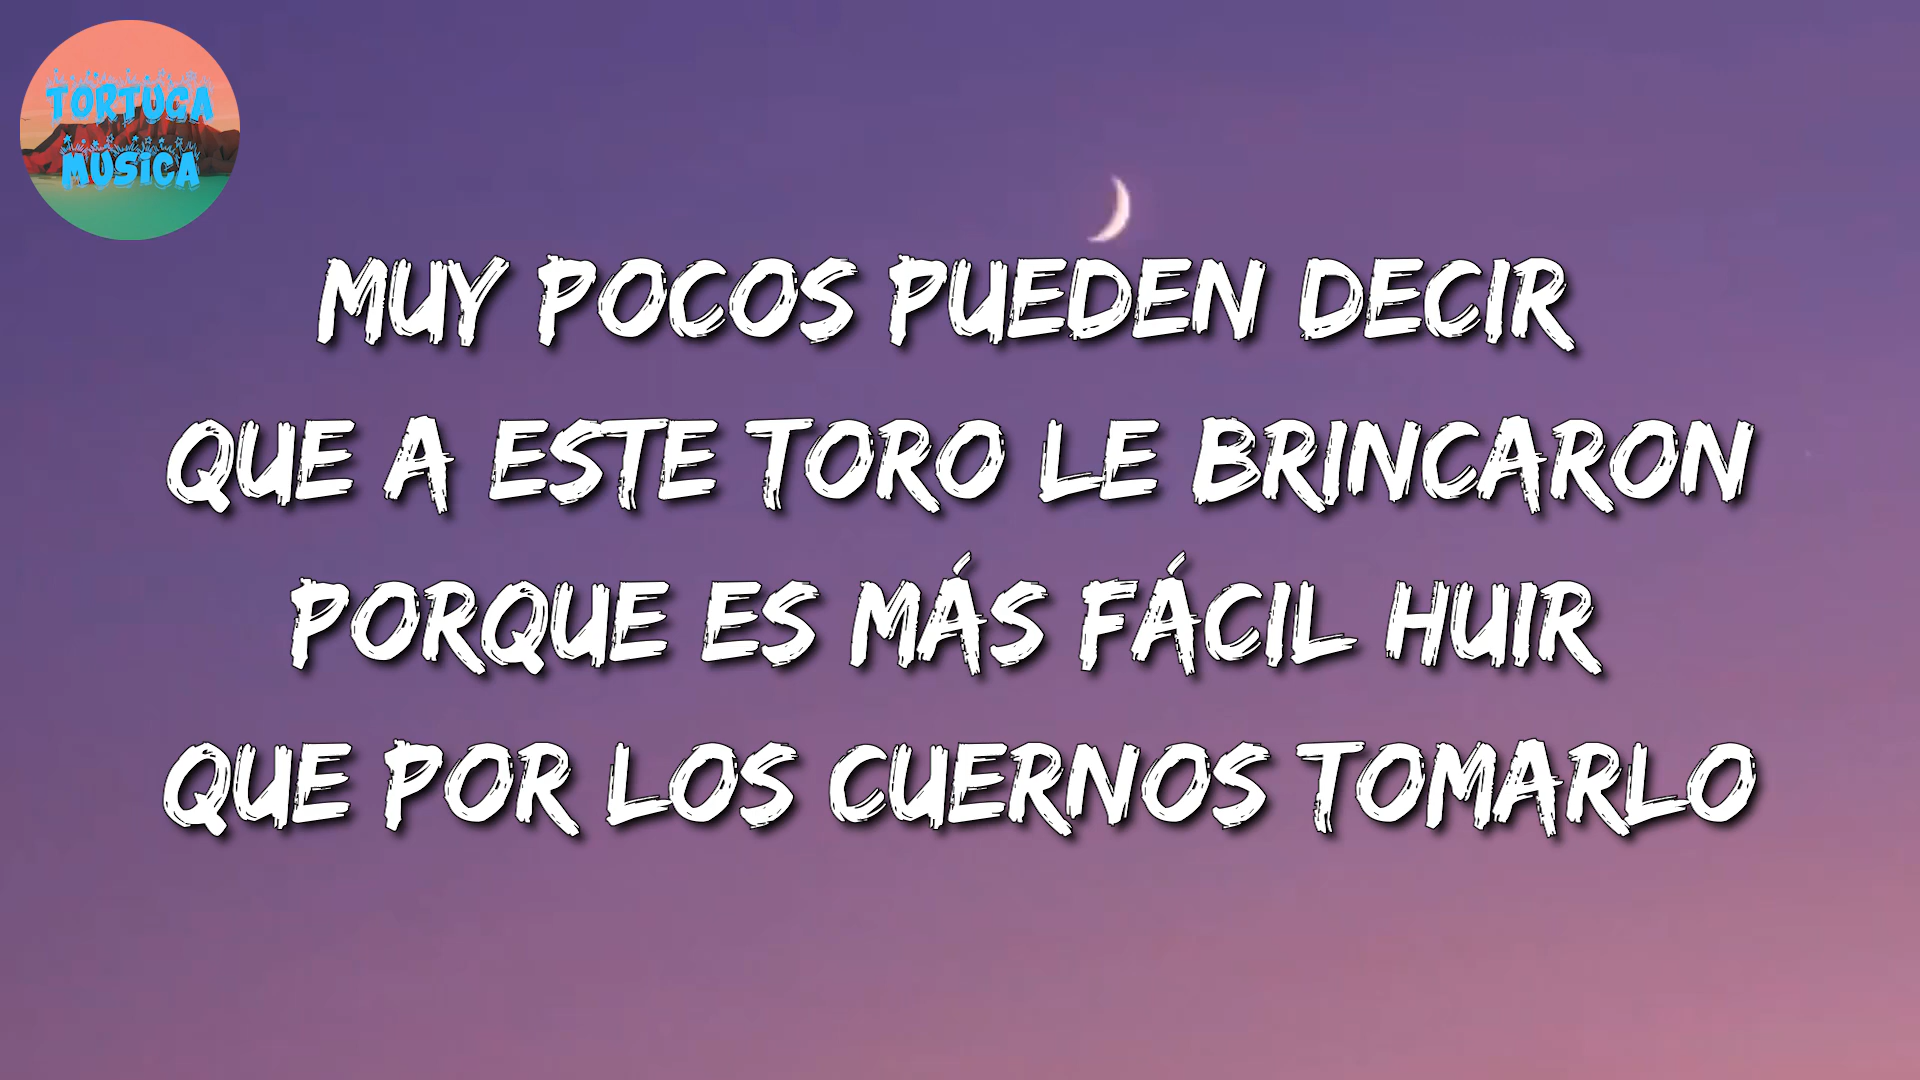 TORTUGA
MUSICA
MUY POCOS PUEDEN DECIR
QUE A ESTE TORO LE BRINCARON
PORQUE ES MÁS FÁCIL HUIR
QUE POR LOS CUERNOS TOMARLO